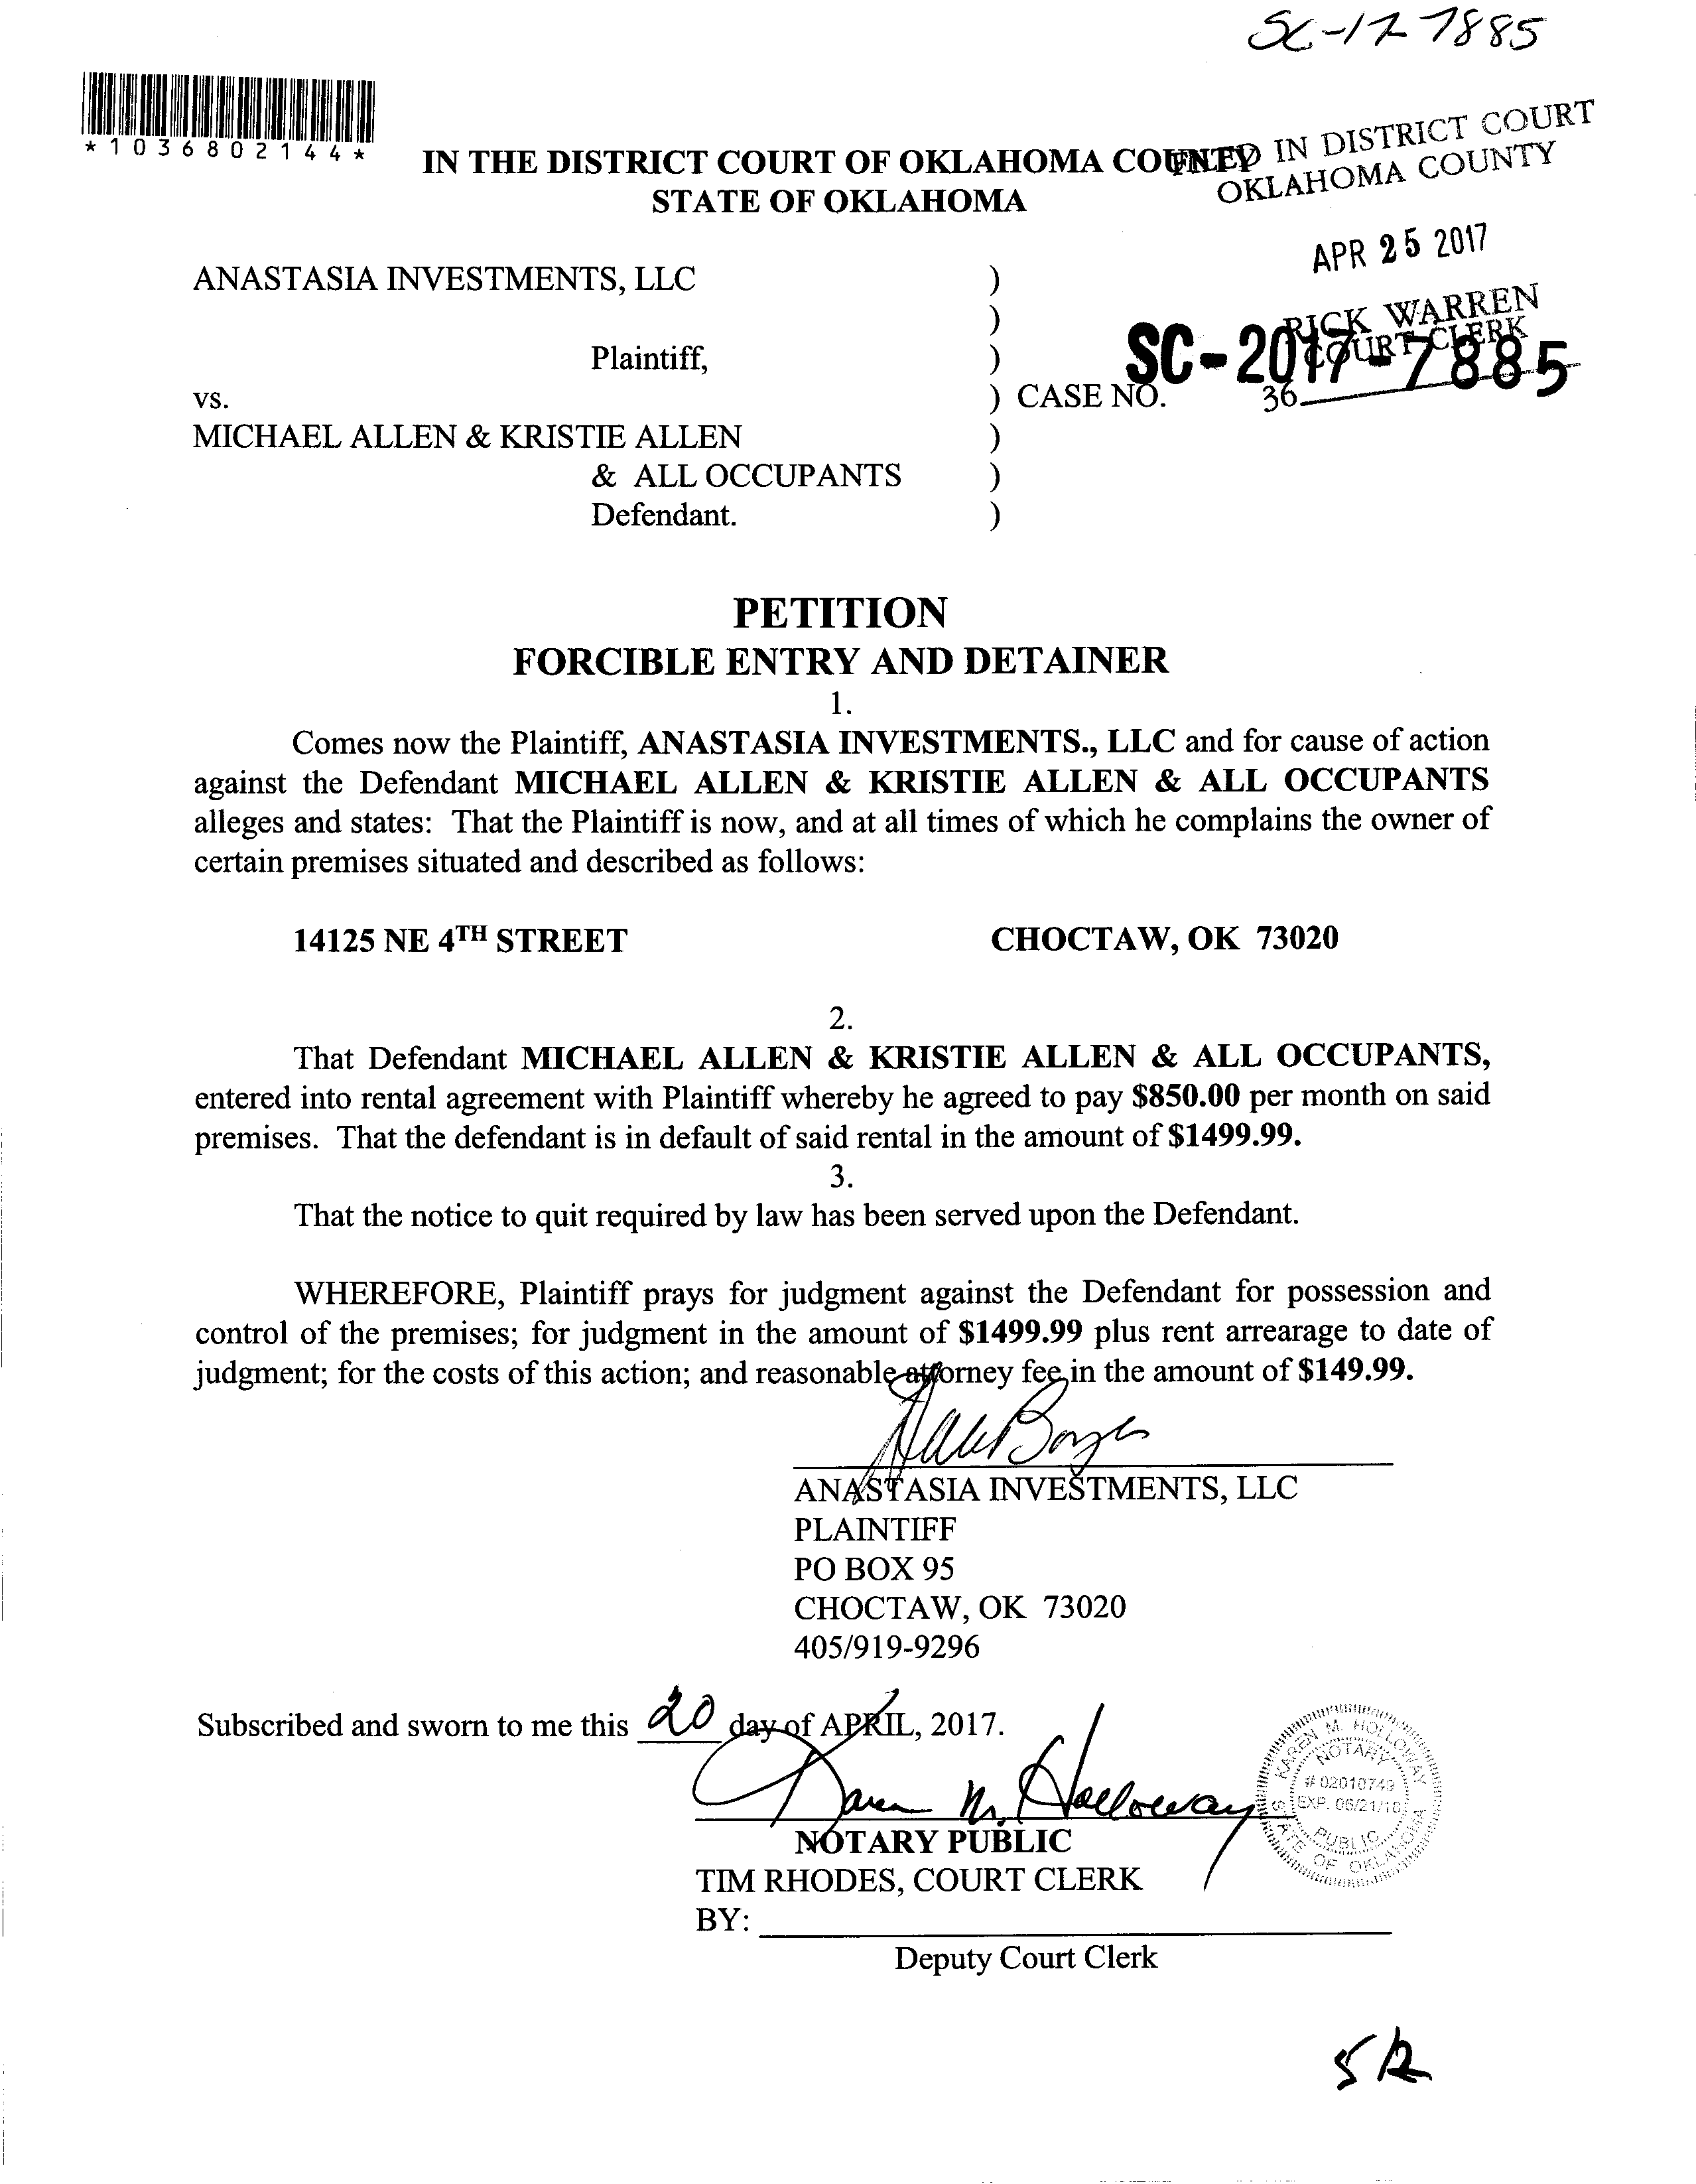 SC-17-7885
*1036802144*
IN THE DISTRICT COURT OF OKLAHOMA COUNTY
STATE OF OKLAHOMA
FILED IN DISTRICT COURT
OKLAHOMA COUNTY
APR 25 2017
RICK WARREN
COURT CLERK
36
SC-2017-7885
ANASTASIA INVESTMENTS, LLC )
)
Plaintiff, )
vs. ) CASE NO.
MICHAEL ALLEN & KRISTIE ALLEN )
& ALL OCCUPANTS )
Defendant. )
PETITION
FORCIBLE ENTRY AND DETAINER
1.
Comes now the Plaintiff, ANASTASIA INVESTMENTS., LLC and for cause of action
against the Defendant MICHAEL ALLEN & KRISTIE ALLEN & ALL OCCUPANTS
alleges and states: That the Plaintiff is now, and at all times of which he complains the owner of
certain premises situated and described as follows:
14125 NE 4TH STREET CHOCTAW, OK 73020
2.
That Defendant MICHAEL ALLEN & KRISTIE ALLEN & ALL OCCUPANTS,
entered into rental agreement with Plaintiff whereby he agreed to pay $850.00 per month on said
premises. That the defendant is in default of said rental in the amount of $1499.99.
3.
That the notice to quit required by law has been served upon the Defendant.
WHEREFORE, Plaintiff prays for judgment against the Defendant for possession and
control of the premises; for judgment in the amount of $1499.99 plus rent arrearage to date of
judgment; for the costs of this action; and reasonable attorney fee in the amount of $149.99.
ANASTASIA INVESTMENTS, LLC
PLAINTIFF
PO BOX 95
CHOCTAW, OK 73020
405/919-9296
Subscribed and sworn to me this 20 day of APRIL, 2017.
Karen M. Holloway
KAREN M. HOLLOWAY
NOTARY
# 02010749
EXP. 06/21/18
PUBLIC
STATE OF OKLAHOMA
NOTARY PUBLIC
TIM RHODES, COURT CLERK
BY:
Deputy Court Clerk